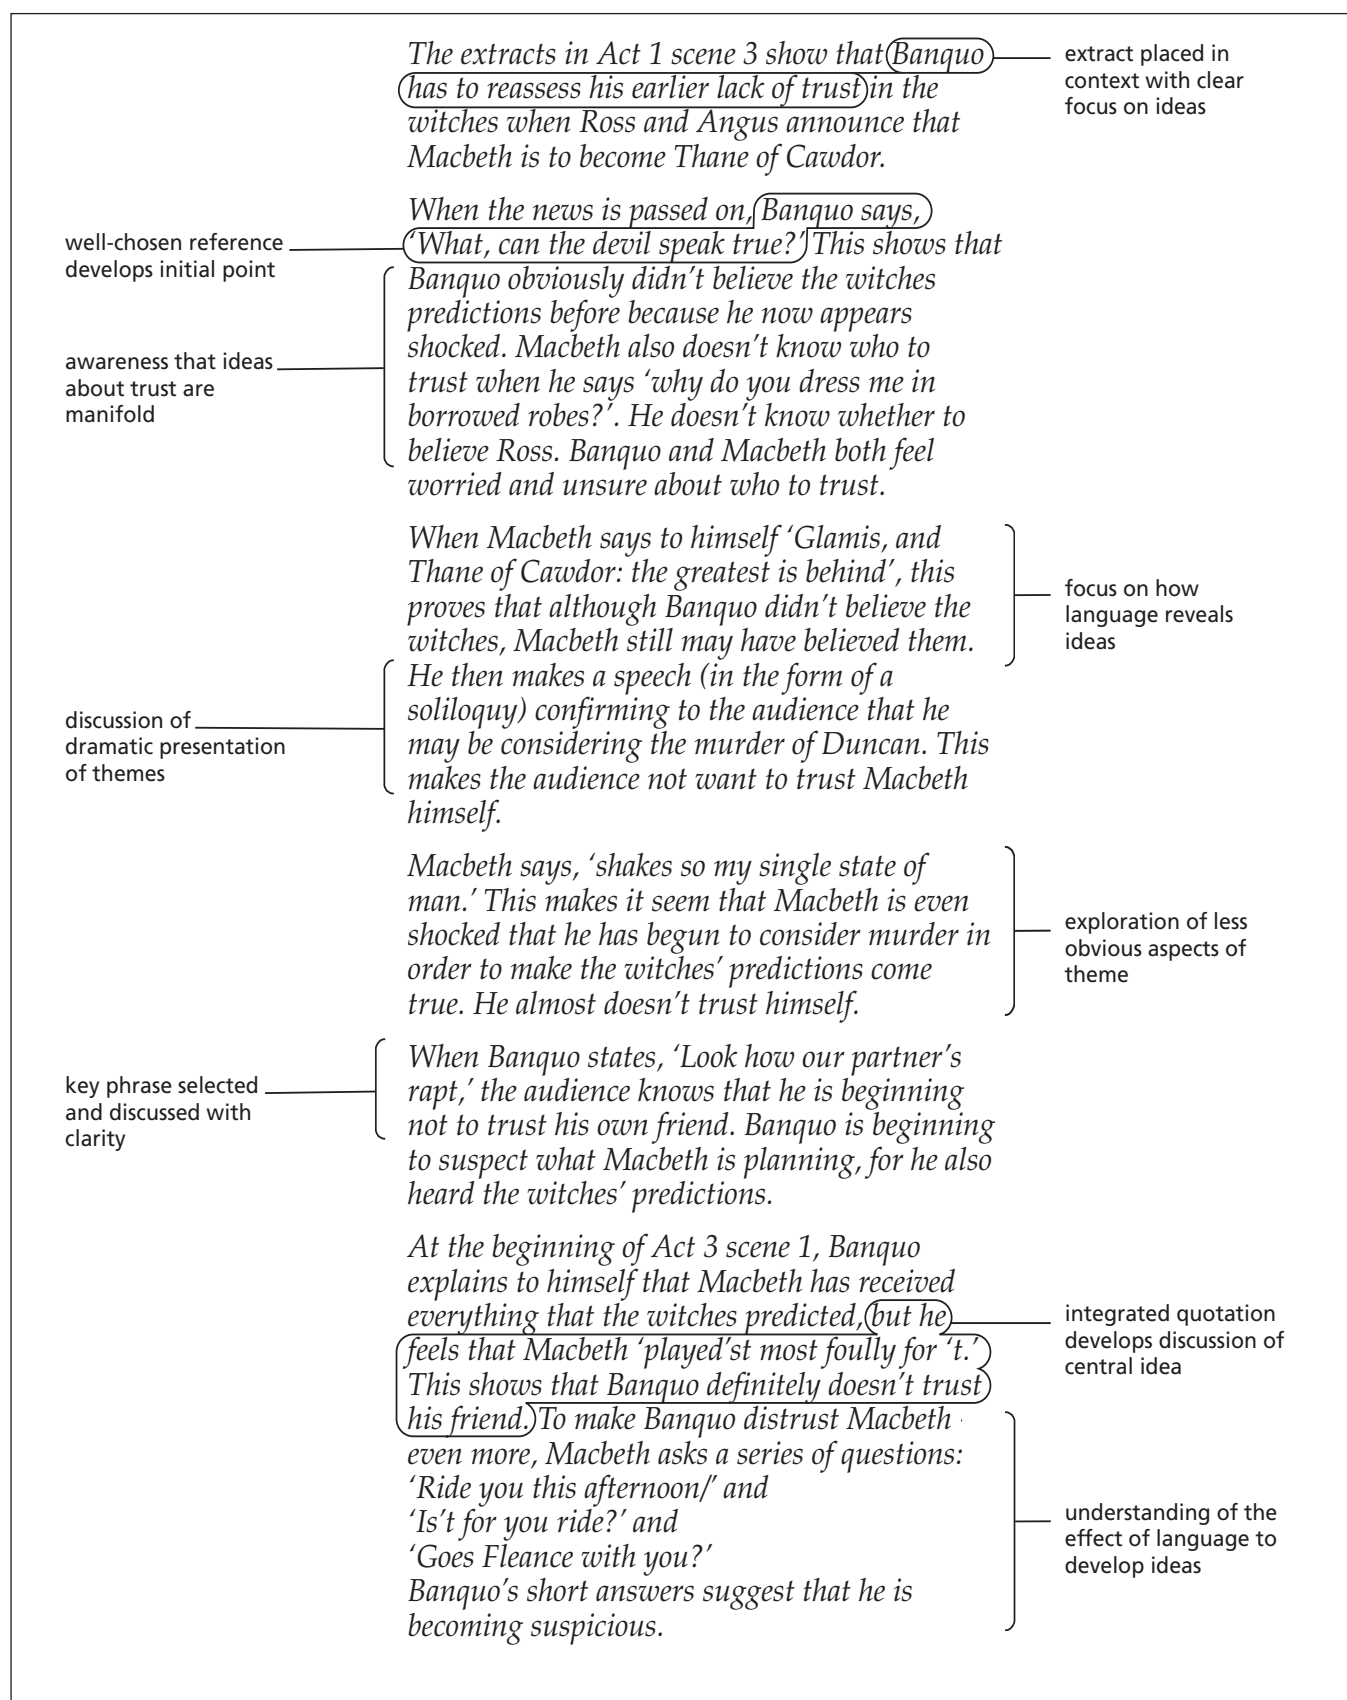 The extracts in Act 1 scene 3 show that Banquo
has to reassess his earlier lack of trust in the
witches when Ross and Angus announce that
Macbeth is to become Thane of Cawdor.
extract placed in
context with clear
focus on ideas
When the news is passed on, Banquo says,
‘What, can the devil speak true?’ This shows that
Banquo obviously didn’t believe the witches
predictions before because he now appears
shocked. Macbeth also doesn’t know who to
trust when he says ‘why do you dress me in
borrowed robes?’. He doesn’t know whether to
believe Ross. Banquo and Macbeth both feel
worried and unsure about who to trust.
well-chosen reference
develops initial point
awareness that ideas
about trust are
manifold
When Macbeth says to himself ‘Glamis, and
Thane of Cawdor: the greatest is behind’, this
proves that although Banquo didn’t believe the
witches, Macbeth still may have believed them.
He then makes a speech (in the form of a
soliloquy) confirming to the audience that he
may be considering the murder of Duncan. This
makes the audience not want to trust Macbeth
himself.
focus on how
language reveals
ideas
discussion of
dramatic presentation
of themes
Macbeth says, ‘shakes so my single state of
man.’ This makes it seem that Macbeth is even
shocked that he has begun to consider murder in
order to make the witches’ predictions come
true. He almost doesn’t trust himself.
exploration of less
obvious aspects of
theme
When Banquo states, ‘Look how our partner’s
rapt,’ the audience knows that he is beginning
not to trust his own friend. Banquo is beginning
to suspect what Macbeth is planning, for he also
heard the witches’ predictions.
key phrase selected
and discussed with
clarity
At the beginning of Act 3 scene 1, Banquo
explains to himself that Macbeth has received
everything that the witches predicted, but he
feels that Macbeth ‘played’st most foully for ‘t.’
This shows that Banquo definitely doesn’t trust
his friend. To make Banquo distrust Macbeth
even more, Macbeth asks a series of questions:
‘Ride you this afternoon/’ and
‘Is’t for you ride?’ and
‘Goes Fleance with you?’
Banquo’s short answers suggest that he is
becoming suspicious.
integrated quotation
develops discussion of
central idea
understanding of the
effect of language to
develop ideas